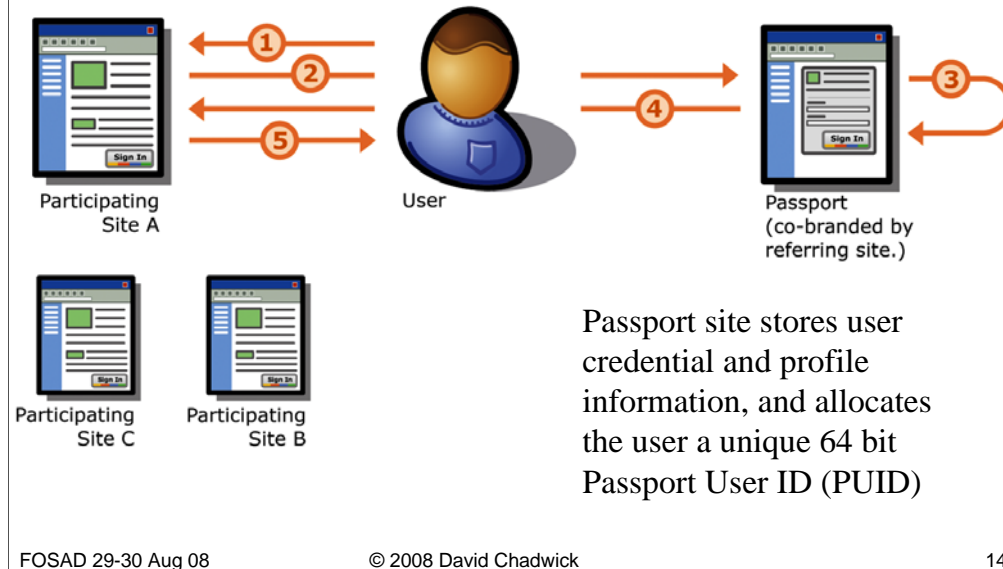 1
2
3
4
5
Sign In
Sign In
Participating
Site A
User
Passport
(co-branded by
referring site.)
Sign In
Sign In
Participating
Site C
Participating
Site B
Passport site stores user
credential and profile
information, and allocates
the user a unique 64 bit
Passport User ID (PUID)
FOSAD 29-30 Aug 08
© 2008 David Chadwick
14